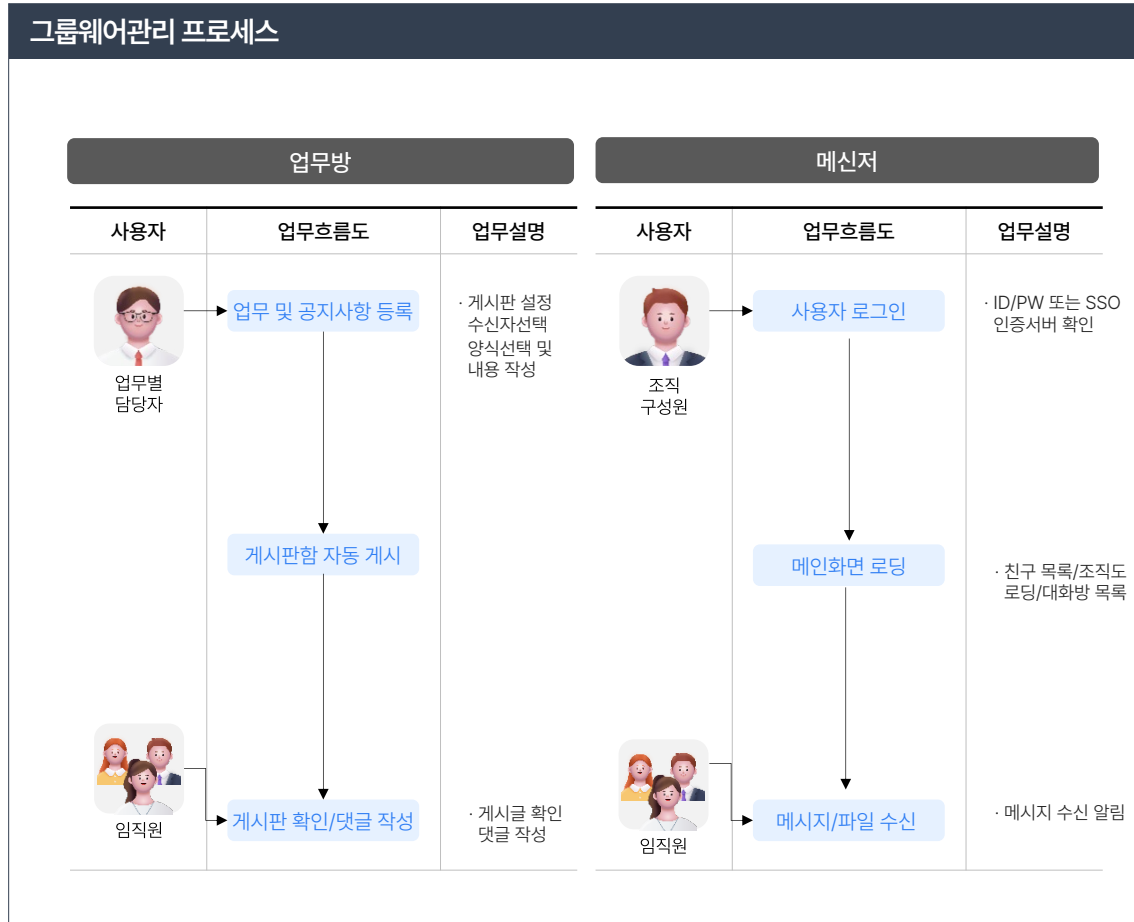 그룹웨어관리 프로세스
업무방
사용자
업무흐름도
업무설명
업무별
담당자
업무 및 공지사항 등록
· 게시판 설정
수신자선택
양식선택 및
내용 작성
게시판함 자동 게시
임직원
게시판 확인/댓글 작성
· 게시글 확인
댓글 작성
메신저
사용자
업무흐름도
업무설명
조직
구성원
사용자 로그인
· ID/PW 또는 SSO
인증서버 확인
메인화면 로딩
· 친구 목록/조직도
로딩/대화방 목록
임직원
메시지/파일 수신
· 메시지 수신 알림